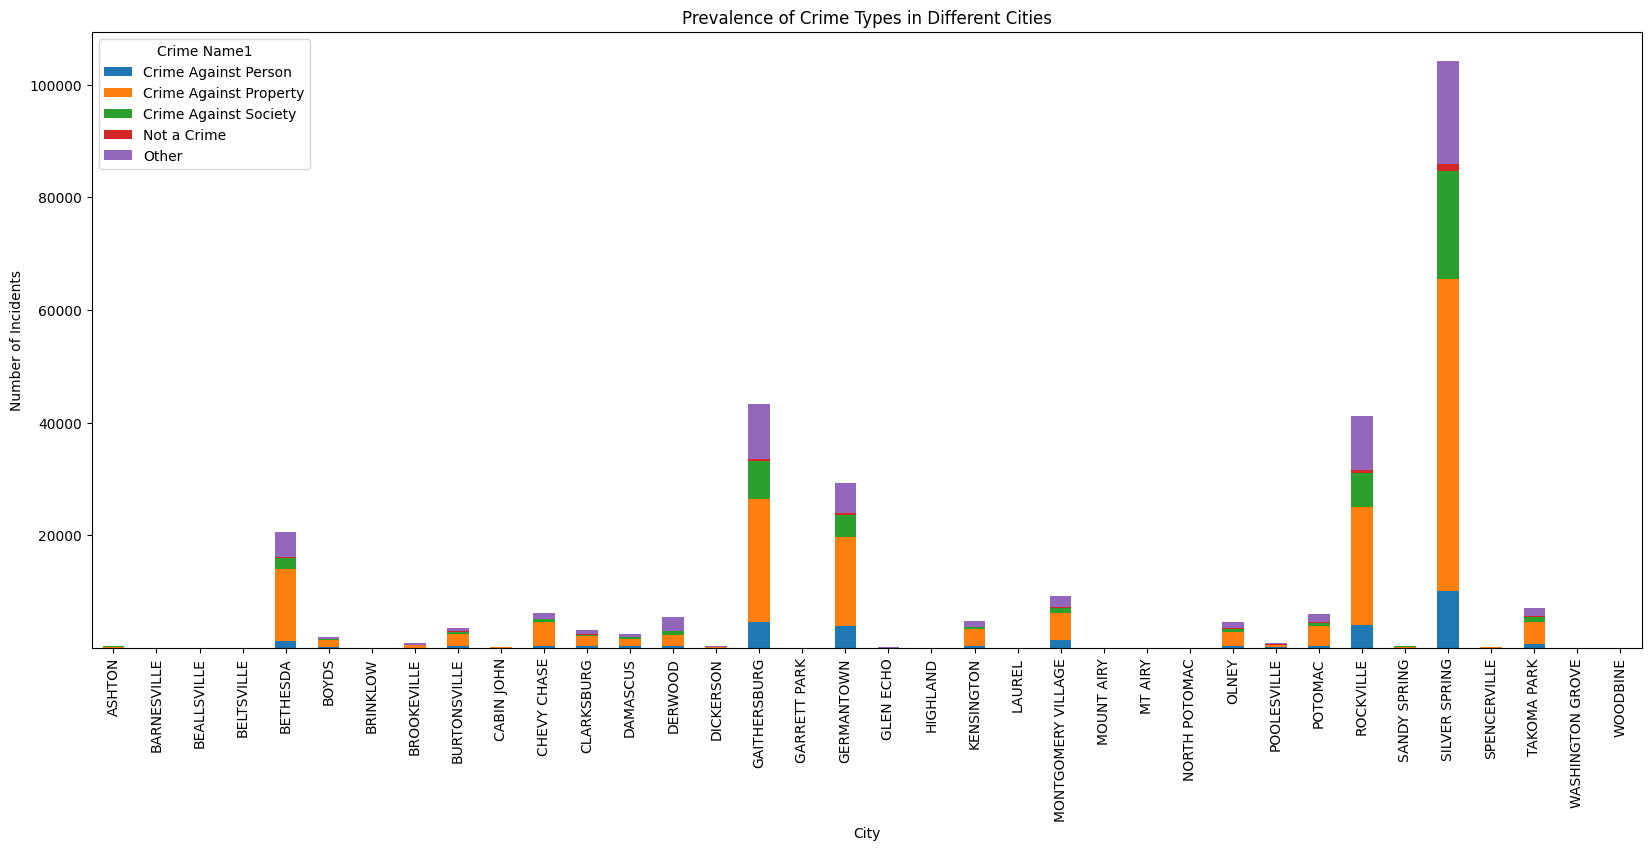 Prevalence of Crime Types in Different Cities
Crime Name1
Crime Against Person
Crime Against Property
Crime Against Society
Not a Crime
Other
Number of Incidents
100000
80000
60000
40000
20000
ASHTON
BARNESVILLE
BEALLSVILLE
BELTSVILLE
BETHESDA
BOYDS
BRINKLOW
BROOKEVILLE
BURTONSVILLE
CABIN JOHN
CHEVY CHASE
CLARKSBURG
DAMASCUS
DERWOOD
DICKERSON
GAITHERSBURG
GARRETT PARK
GERMANTOWN
GLEN ECHO
HIGHLAND
KENSINGTON
LAUREL
MONTGOMERY VILLAGE
MOUNT AIRY
MT AIRY
NORTH POTOMAC
OLNEY
POOLESVILLE
POTOMAC
ROCKVILLE
SANDY SPRING
SILVER SPRING
SPENCERVILLE
TAKOMA PARK
WASHINGTON GROVE
WOODBINE
City